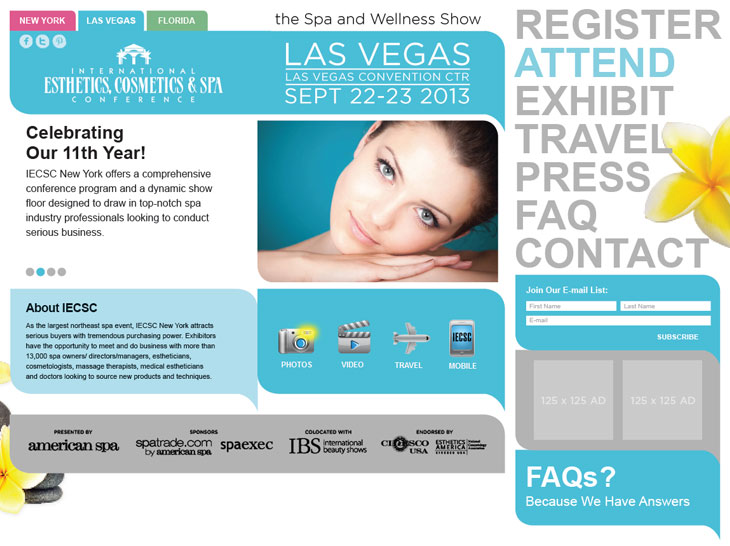 NEW YORK
LAS VEGAS
FLORIDA
the Spa and Wellness Show
INTERNATIONAL
ESTHETICS, COSMETICS & SPA
CONFERENCE
LAS VEGAS
LAS VEGAS CONVENTION CTR
SEPT 22-23 2013
Celebrating
Our 11th Year!
IECSC New York offers a comprehensive
conference program and a dynamic show
floor designed to draw in top-notch spa
industry professionals looking to conduct
serious business.
REGISTER
ATTEND
EXHIBIT
TRAVEL
PRESS
FAQ
CONTACT
Join Our E-mail List:
First Name
Last Name
E-mail
SUBSCRIBE
About IECSC
As the largest northeast spa event, IECSC New York attracts
serious buyers with tremendous purchasing power. Exhibitors
have the opportunity to meet and do business with more than
13,000 spa owners/ directors/managers, estheticians,
cosmetologists, massage therapists, medical estheticians
and doctors looking to source new products and techniques.
IECSC
PHOTOS
VIDEO
TRAVEL
MOBILE
125 x 125 AD
125 x 125 AD
PRESENTED BY
american spa
SPONSORS
spatrade.com
by american spa
spaexec
COLOCATED WITH
IBS international
beauty shows
ENDORSED BY
CIDESCO
USA
ESTHETICS
AMERICA
FAQs?
Because We Have Answers